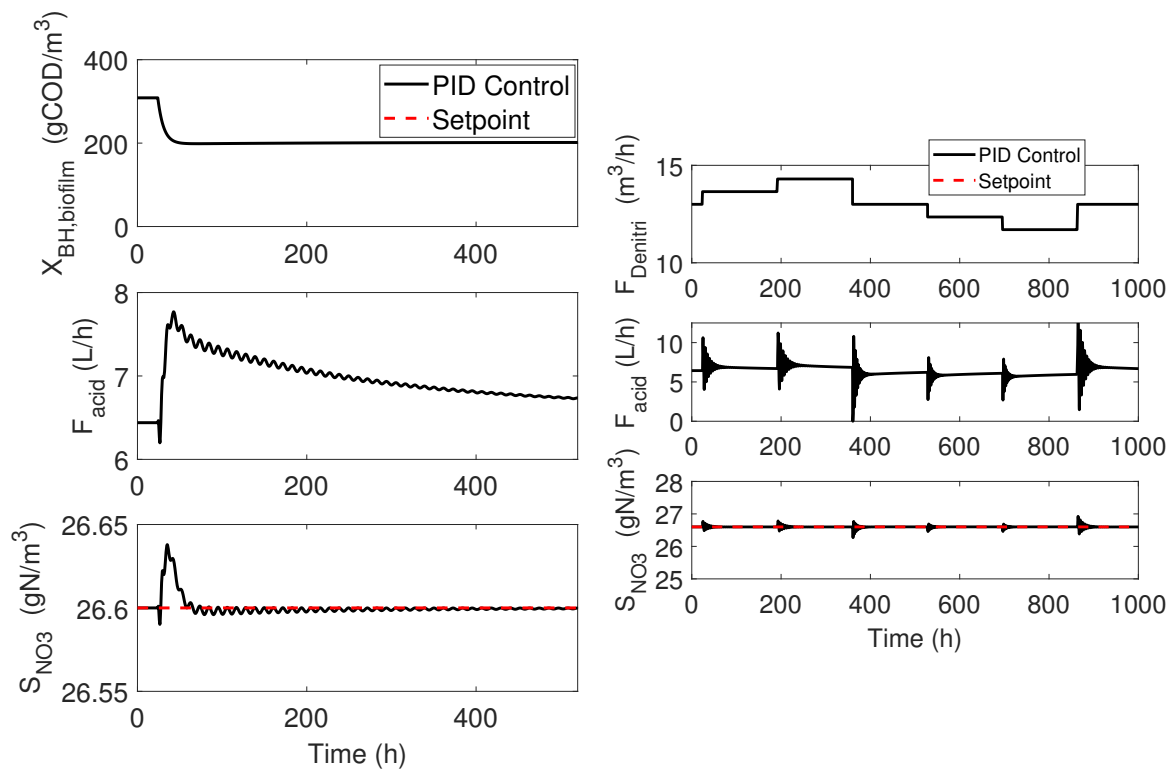 X_BH,biofilm (gCOD/m^3)
400
200
0
PID Control
Setpoint
0 200 400
F_acid (L/h)
8
7
6
0 200 400
S_NO3 (gN/m^3)
26.65
26.6
26.55
0 200 400
Time (h)
F_Denitri (m^3/h)
15
10
PID Control
Setpoint
0 200 400 600 800 1000
F_acid (L/h)
10
5
0
0 200 400 600 800 1000
S_NO3 (gN/m^3)
28
27
26
25
0 200 400 600 800 1000
Time (h)